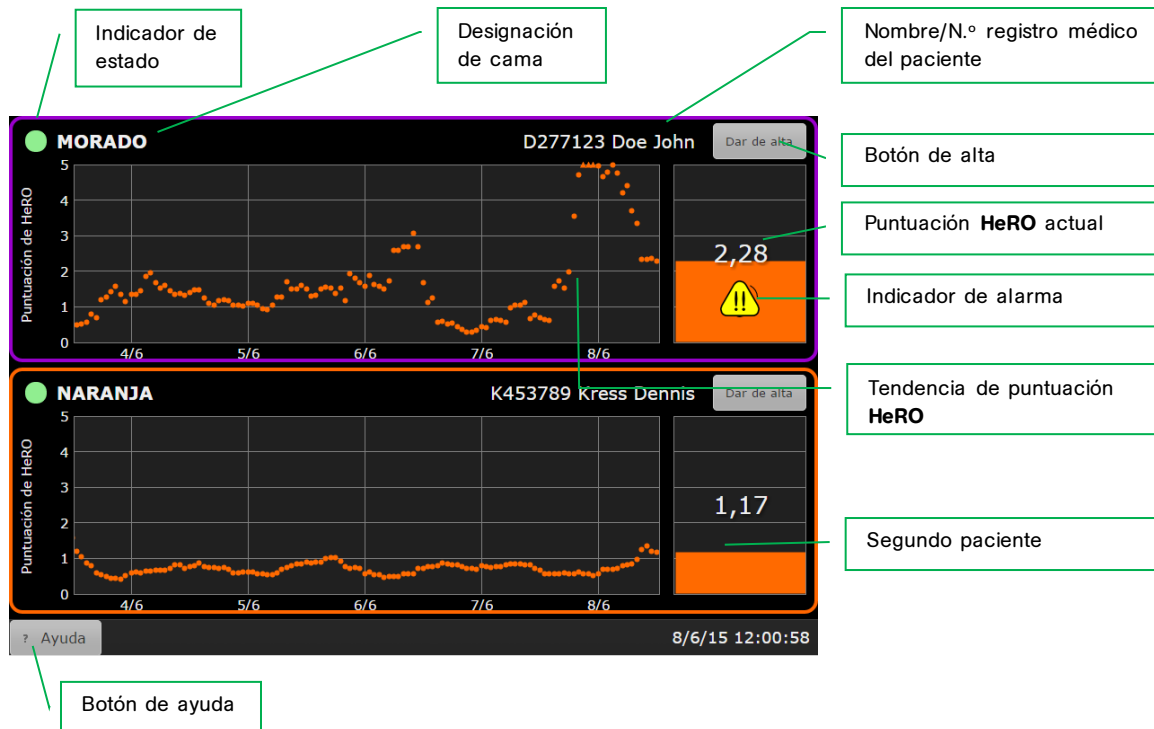 Indicador de
estado
Designación
de cama
Nombre/N.º registro médico
del paciente
MORADO
D277123 Doe John
Dar de alta
Botón de alta
Puntuación de HeRO
5
4
3
2
1
0
4/6
5/6
6/6
7/6
8/6
2,28
!!
Puntuación HeRO actual
Indicador de alarma
Tendencia de puntuación
HeRO
NARANJA
K453789 Kress Dennis
Dar de alta
Puntuación de HeRO
5
4
3
2
1
0
4/6
5/6
6/6
7/6
8/6
1,17
Segundo paciente
? Ayuda
8/6/15 12:00:58
Botón de ayuda